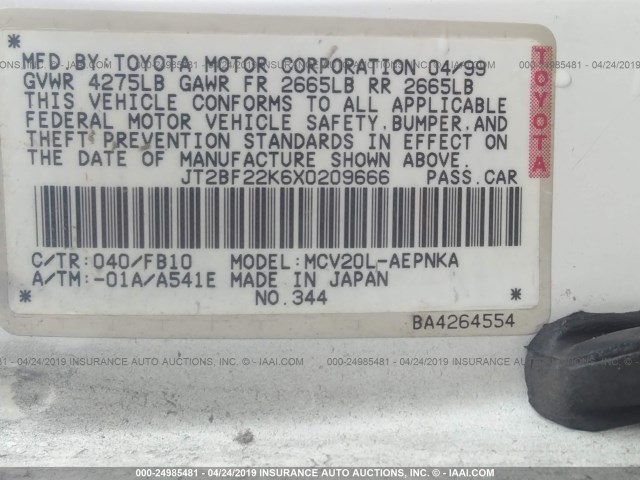 MFD.BY:TOYOTA MOTOR CORPORATION 04/99
GVWR 4275LB GAWR FR 2665LB RR 2665LB
THIS VEHICLE CONFORMS TO ALL APPLICABLE
FEDERAL MOTOR VEHICLE SAFETY,BUMPER,AND
THEFT PREVENTION STANDARDS IN EFFECT ON
THE DATE OF MANUFACTURE SHOWN ABOVE.
JT2BF22K6X0209666 PASS.CAR
TOYOTA
C/TR:040/FB10 MODEL:MCV20L-AEPNKA
A/TM:-01A/A541E MADE IN JAPAN
NO.344
BA4264554
000-24985481 - 04/24/2019 INSURANCE AUTO AUCTIONS, INC. - IAAI.COM